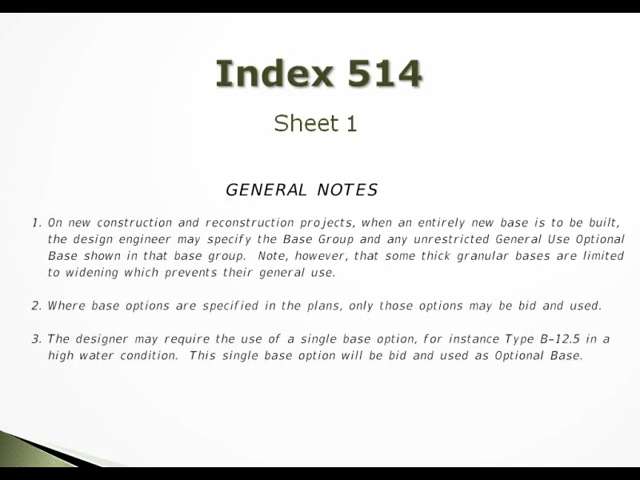 Index 514
Sheet 1
GENERAL NOTES
1. On new construction and reconstruction projects, when an entirely new base is to be built,
the design engineer may specify the Base Group and any unrestricted General Use Optional
Base shown in that base group.  Note, however, that some thick granular bases are limited
to widening which prevents their general use.
2. Where base options are specified in the plans, only those options may be bid and used.
3. The designer may require the use of a single base option, for instance Type B-12.5 in a
high water condition.  This single base option will be bid and used as Optional Base.